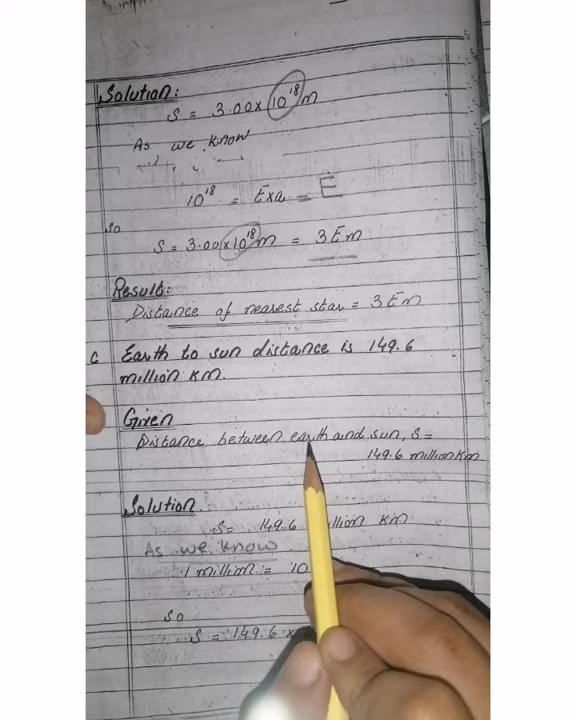 Solution:
S = 3.00 x 10^18 m
As we know
10^18 = Exa = E
so
S = 3.00 x 10^18 m = 3 Em
Result:
Distance of nearest star = 3 Em
c Earth to sun distance is 149.6
million Km.
Given
Distance between earth and sun, S =
149.6 million Km
Solution.
S = 149.6 Km
As we know
1 million = 10
so
S = 149.6 x